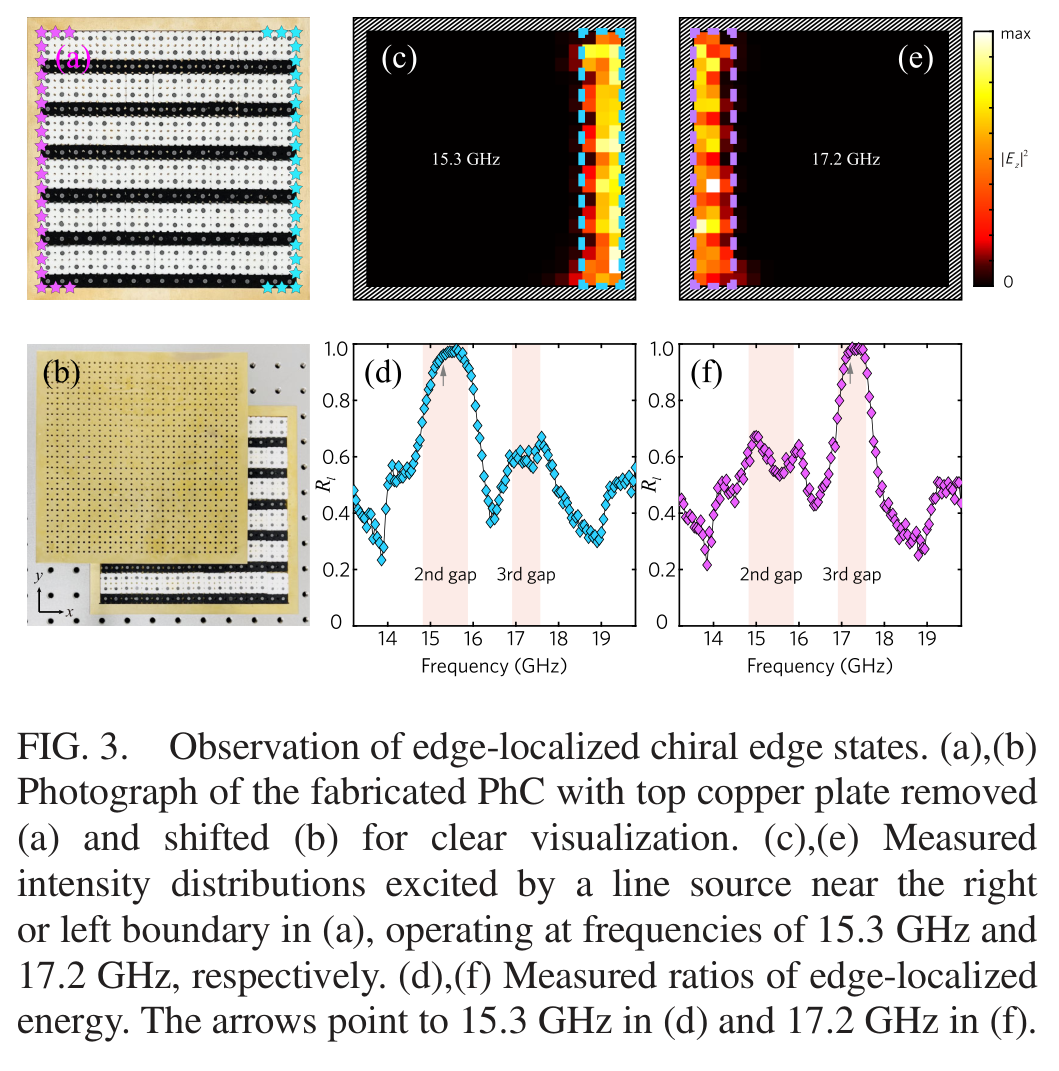 (a)
(c)
15.3 GHz
(e)
17.2 GHz
max
|E_z|²
0
(b)
y
x
(d)
1.0
0.8
0.6
0.4
0.2
0
R_l
2nd gap
3rd gap
14 15 16 17 18 19
Frequency (GHz)
(f)
1.0
0.8
0.6
0.4
0.2
0
R_l
2nd gap
3rd gap
14 15 16 17 18 19
Frequency (GHz)
FIG. 3. Observation of edge-localized chiral edge states. (a),(b)
Photograph of the fabricated PhC with top copper plate removed
(a) and shifted (b) for clear visualization. (c),(e) Measured
intensity distributions excited by a line source near the right
or left boundary in (a), operating at frequencies of 15.3 GHz and
17.2 GHz, respectively. (d),(f) Measured ratios of edge-localized
energy. The arrows point to 15.3 GHz in (d) and 17.2 GHz in (f).